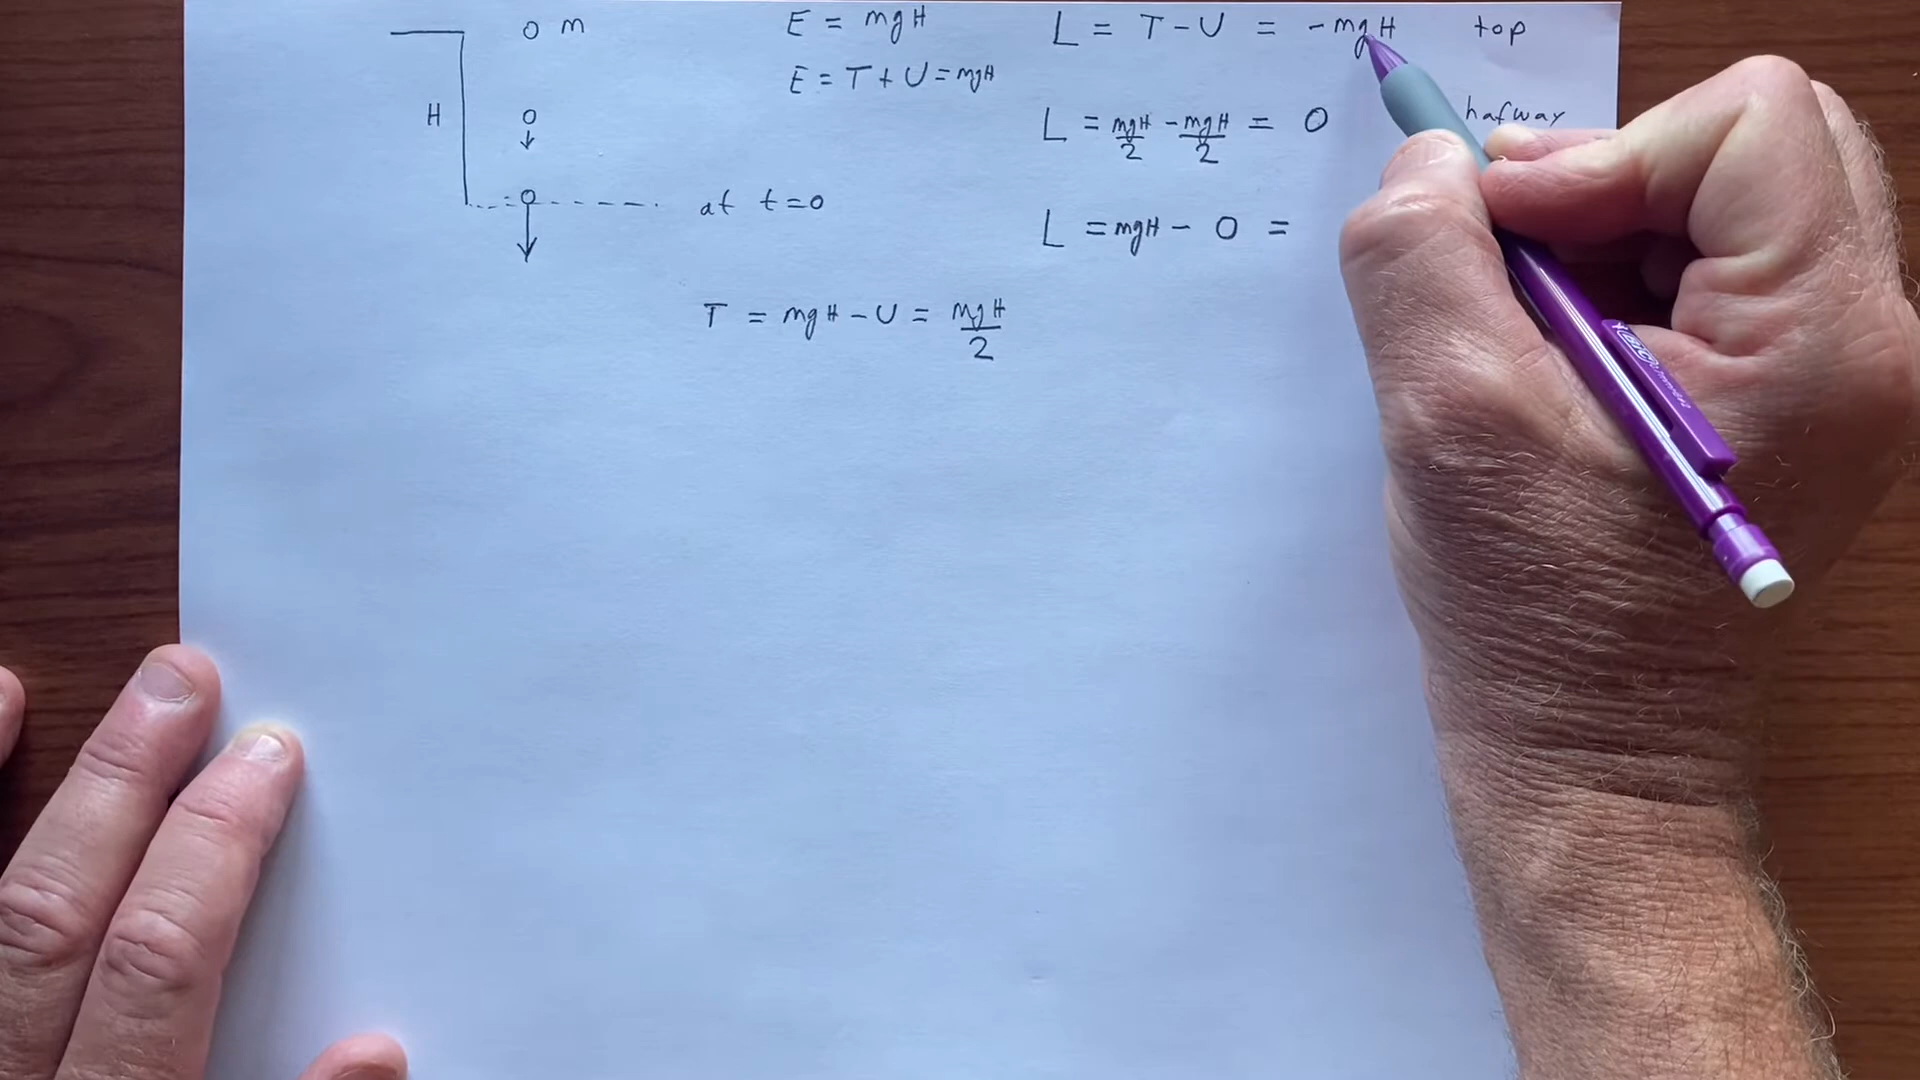 m
E = mgH
L = T - U = - mgH top
E = T + U = mgH
H
L = mgH/2 - mgH/2 = 0 hafway
at t = 0
L = mgH - 0 =
T = mgH - U = mgH/2
BIC